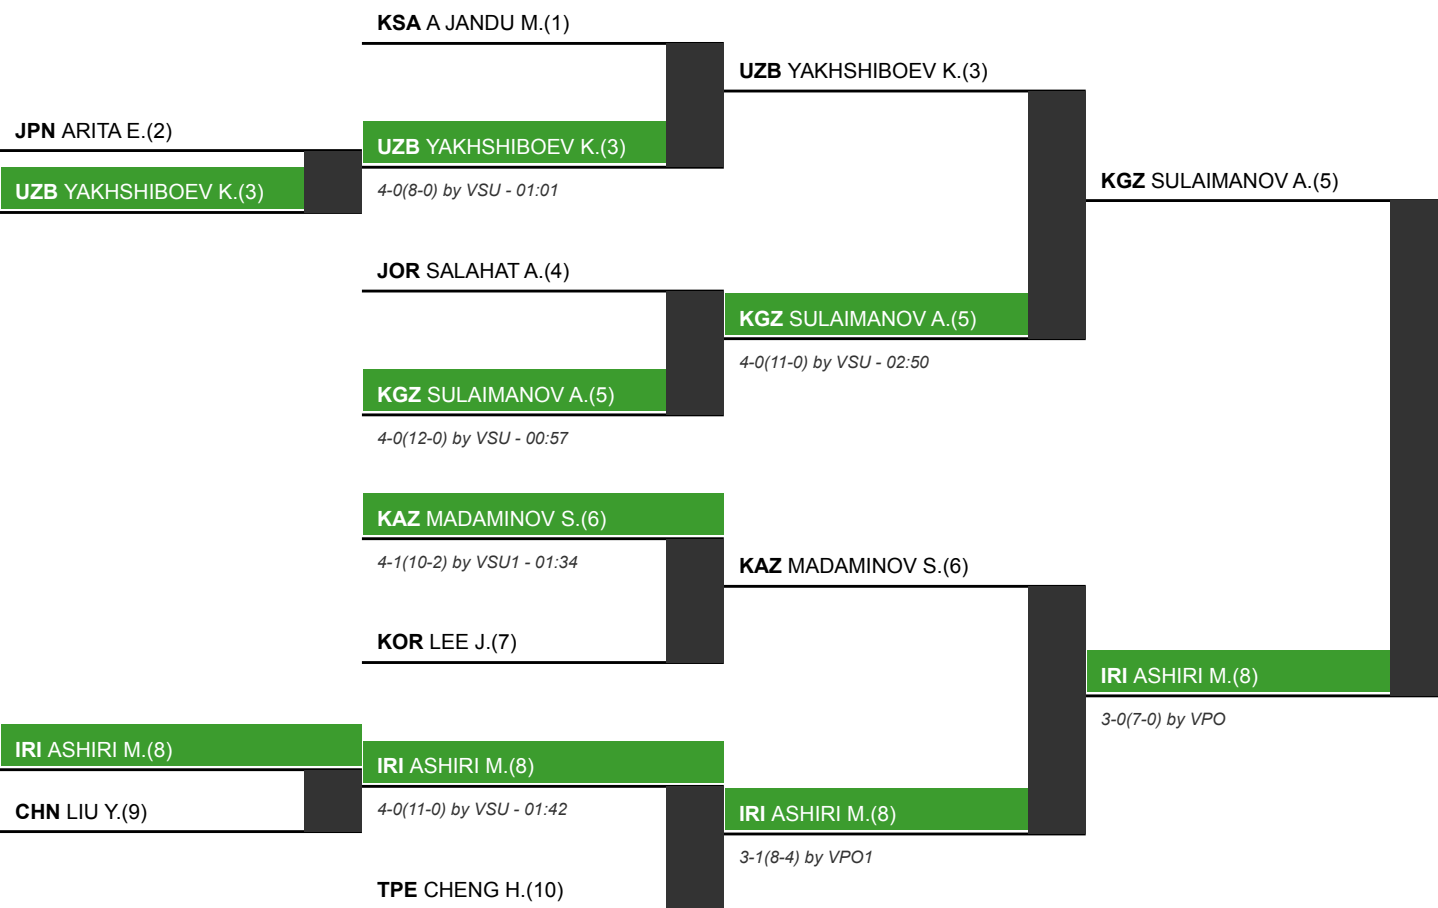 KSA A JANDU M.(1)
UZB YAKHSHIBOEV K.(3)
JPN ARITA E.(2)
UZB YAKHSHIBOEV K.(3)
UZB YAKHSHIBOEV K.(3)
4-0(8-0) by VSU - 01:01
KGZ SULAIMANOV A.(5)
JOR SALAHAT A.(4)
KGZ SULAIMANOV A.(5)
4-0(11-0) by VSU - 02:50
KGZ SULAIMANOV A.(5)
4-0(12-0) by VSU - 00:57
KAZ MADAMINOV S.(6)
4-1(10-2) by VSU1 - 01:34
KAZ MADAMINOV S.(6)
KOR LEE J.(7)
IRI ASHIRI M.(8)
3-0(7-0) by VPO
IRI ASHIRI M.(8)
IRI ASHIRI M.(8)
CHN LIU Y.(9)
4-0(11-0) by VSU - 01:42
IRI ASHIRI M.(8)
3-1(8-4) by VPO1
TPE CHENG H.(10)